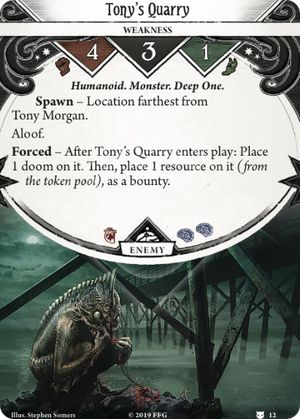 Tony's Quarry
WEAKNESS
4 3 1
Humanoid. Monster. Deep One.
Spawn – Location farthest from
Tony Morgan.
Aloof.
Forced – After Tony's Quarry enters play: Place
1 doom on it. Then, place 1 resource on it (from
the token pool), as a bounty.
ENEMY
Illus. Stephen Somers © 2019 FFG 12